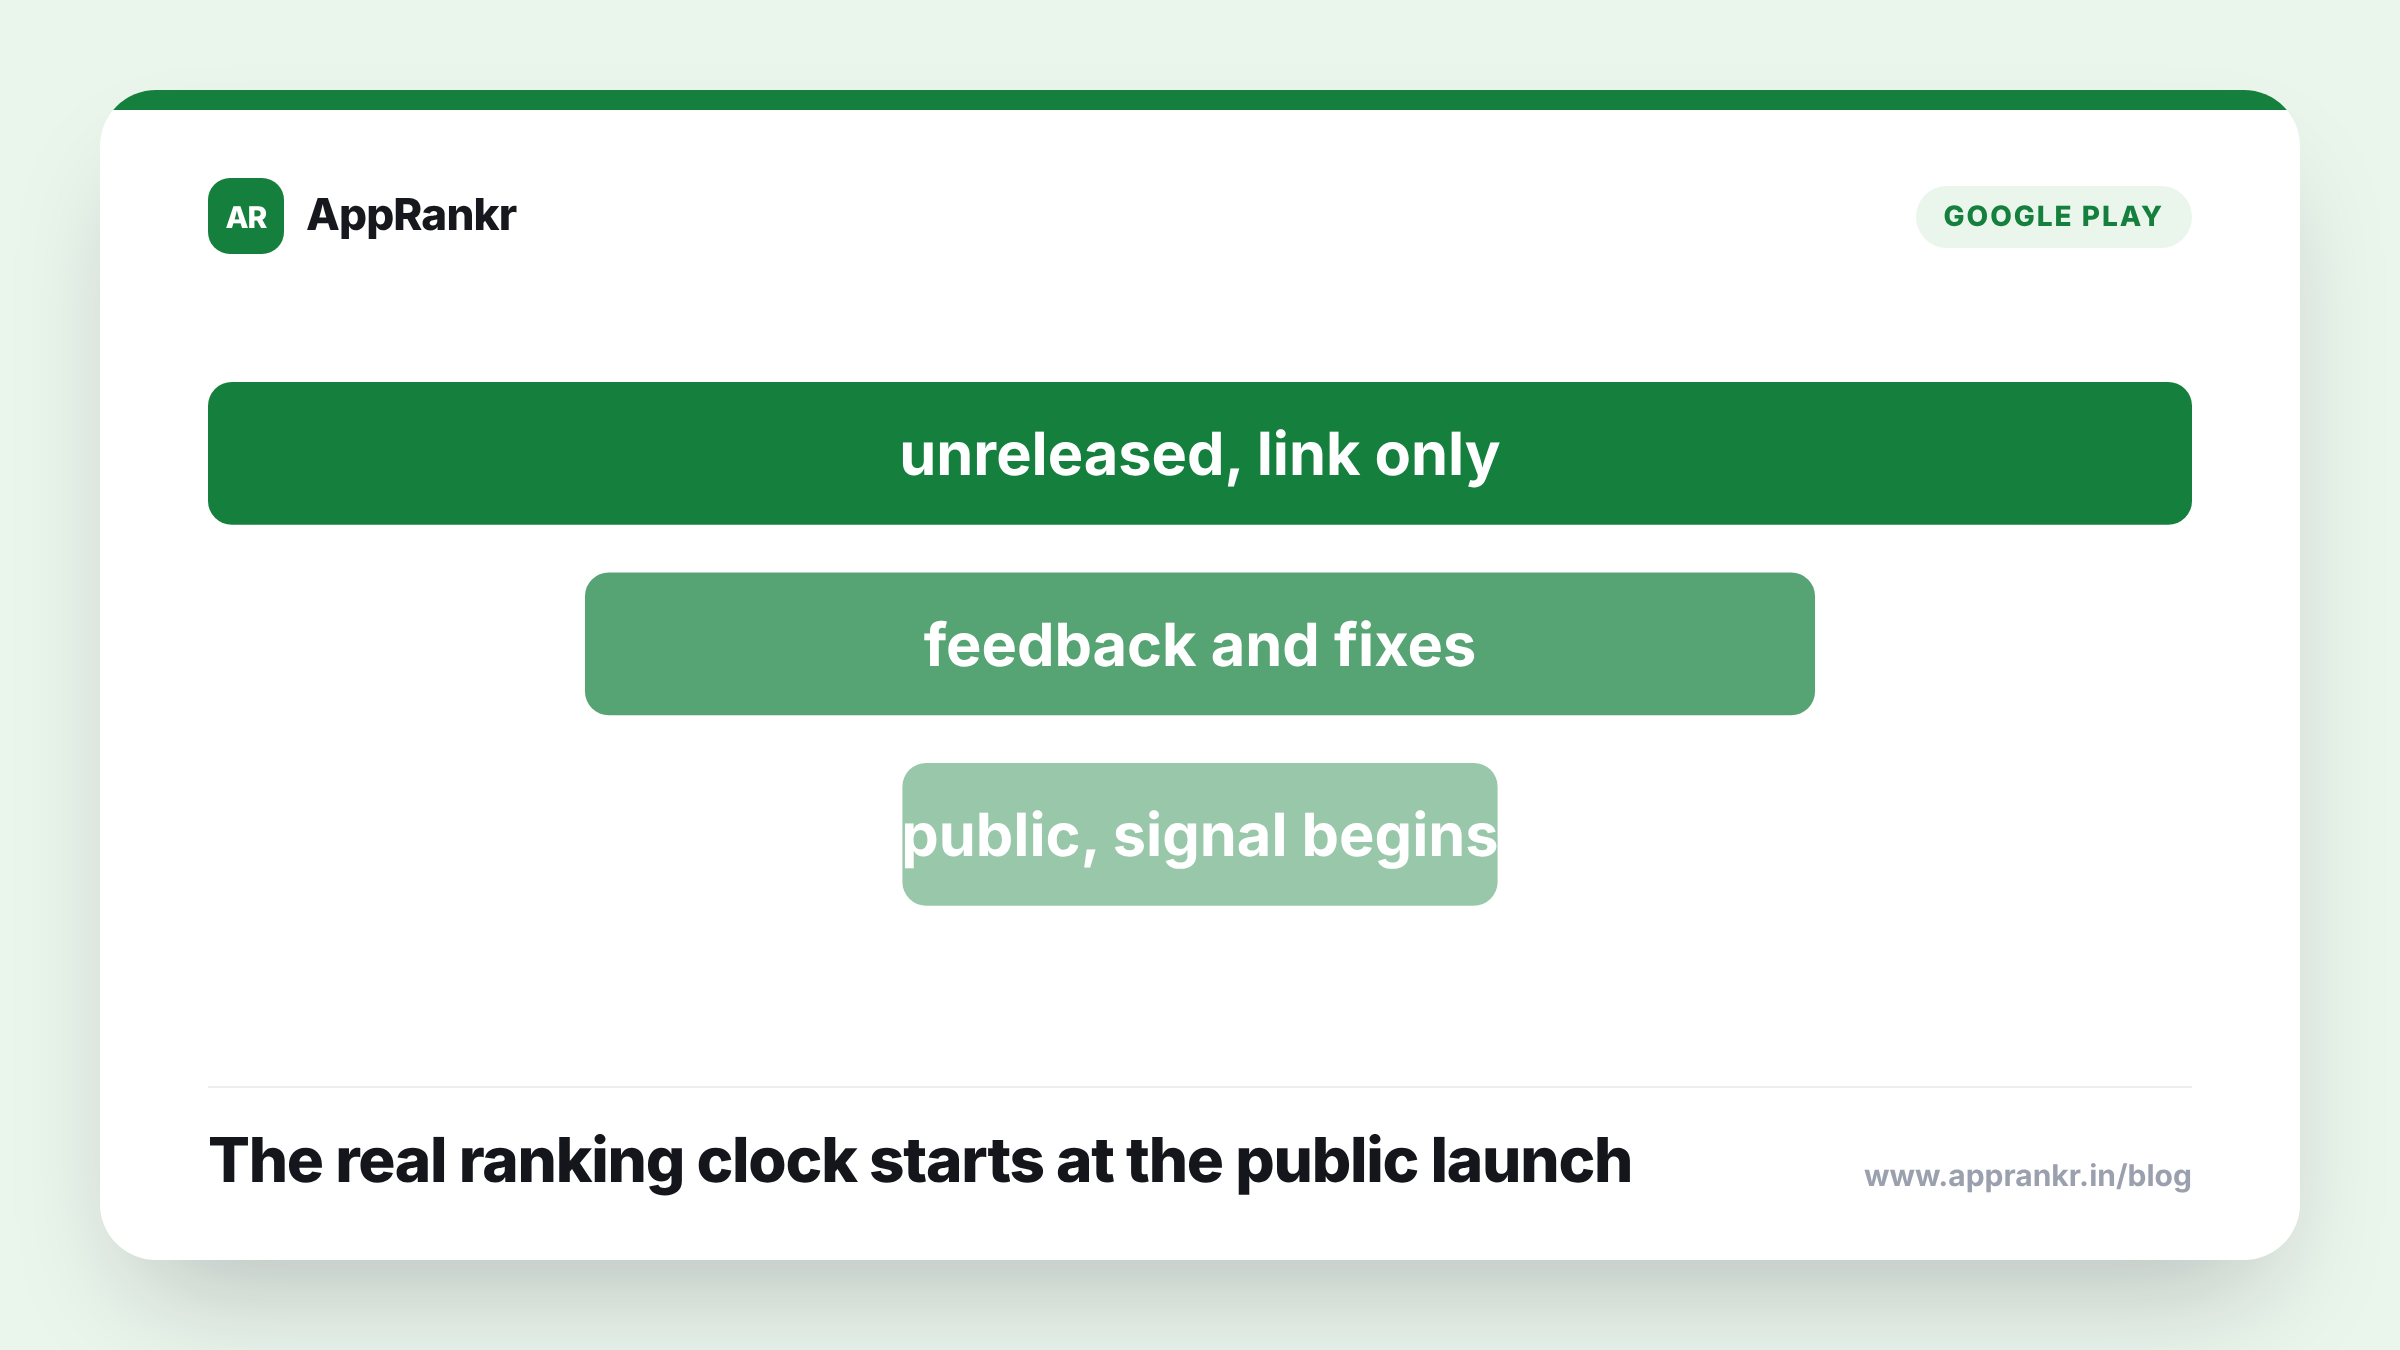 AR AppRankr
GOOGLE PLAY
unreleased, link only
feedback and fixes
public, signal begins
The real ranking clock starts at the public launch
www.apprankr.in/blog